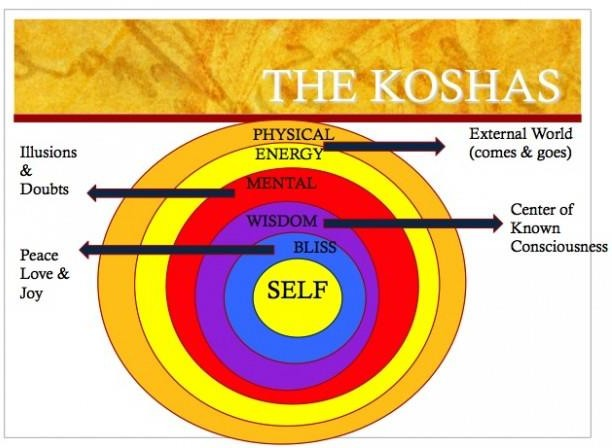 THE KOSHAS
PHYSICAL
ENERGY
MENTAL
WISDOM
BLISS
SELF
External World
(comes & goes)
Illusions
&
Doubts
Center of
Known
Consciousness
Peace
Love &
Joy